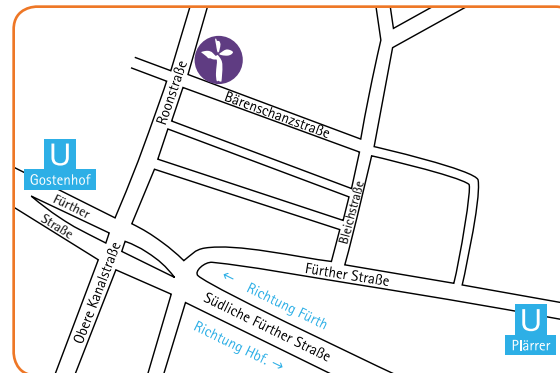 Roonstraße
Bärenschanzstraße
U
Gostenhof
Fürther
Straße
Bleichstraße
Obere Kanalstraße
Fürther Straße
← Richtung Fürth
Südliche Fürther Straße
Richtung Hbf. →
U
Plärrer